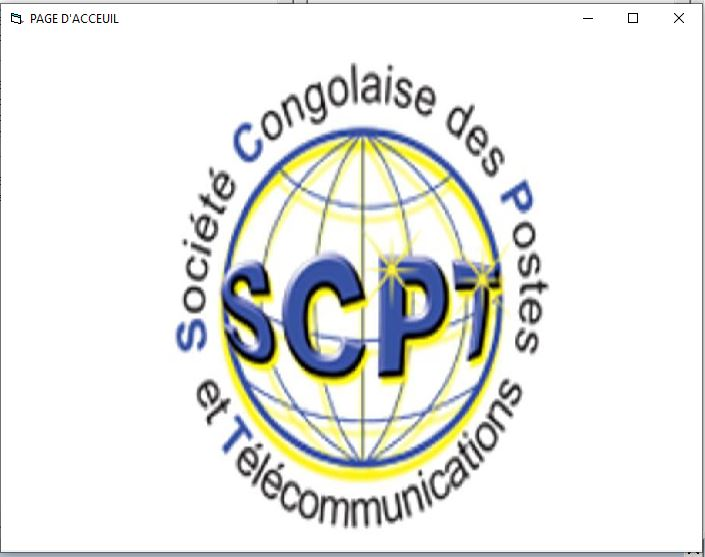 PAGE D'ACCEUIL
Société Congolaise des Postes
et Télécommunications
SCPT